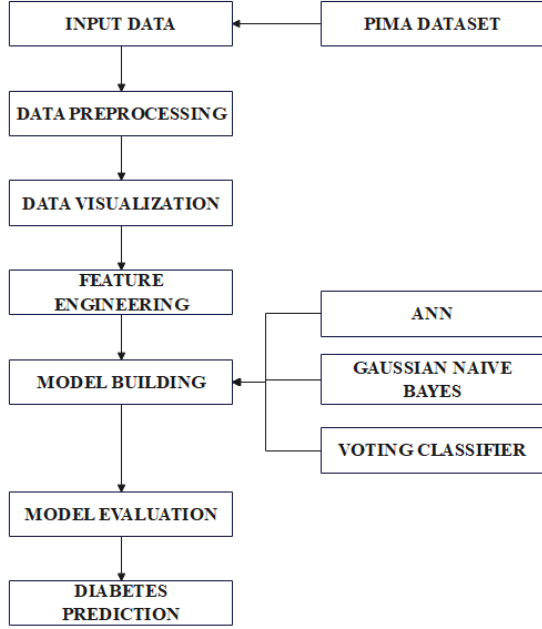 INPUT DATA
PIMA DATASET
DATA PREPROCESSING
DATA VISUALIZATION
FEATURE
ENGINEERING
ANN
MODEL BUILDING
GAUSSIAN NAIVE
BAYES
VOTING CLASSIFIER
MODEL EVALUATION
DIABETES
PREDICTION